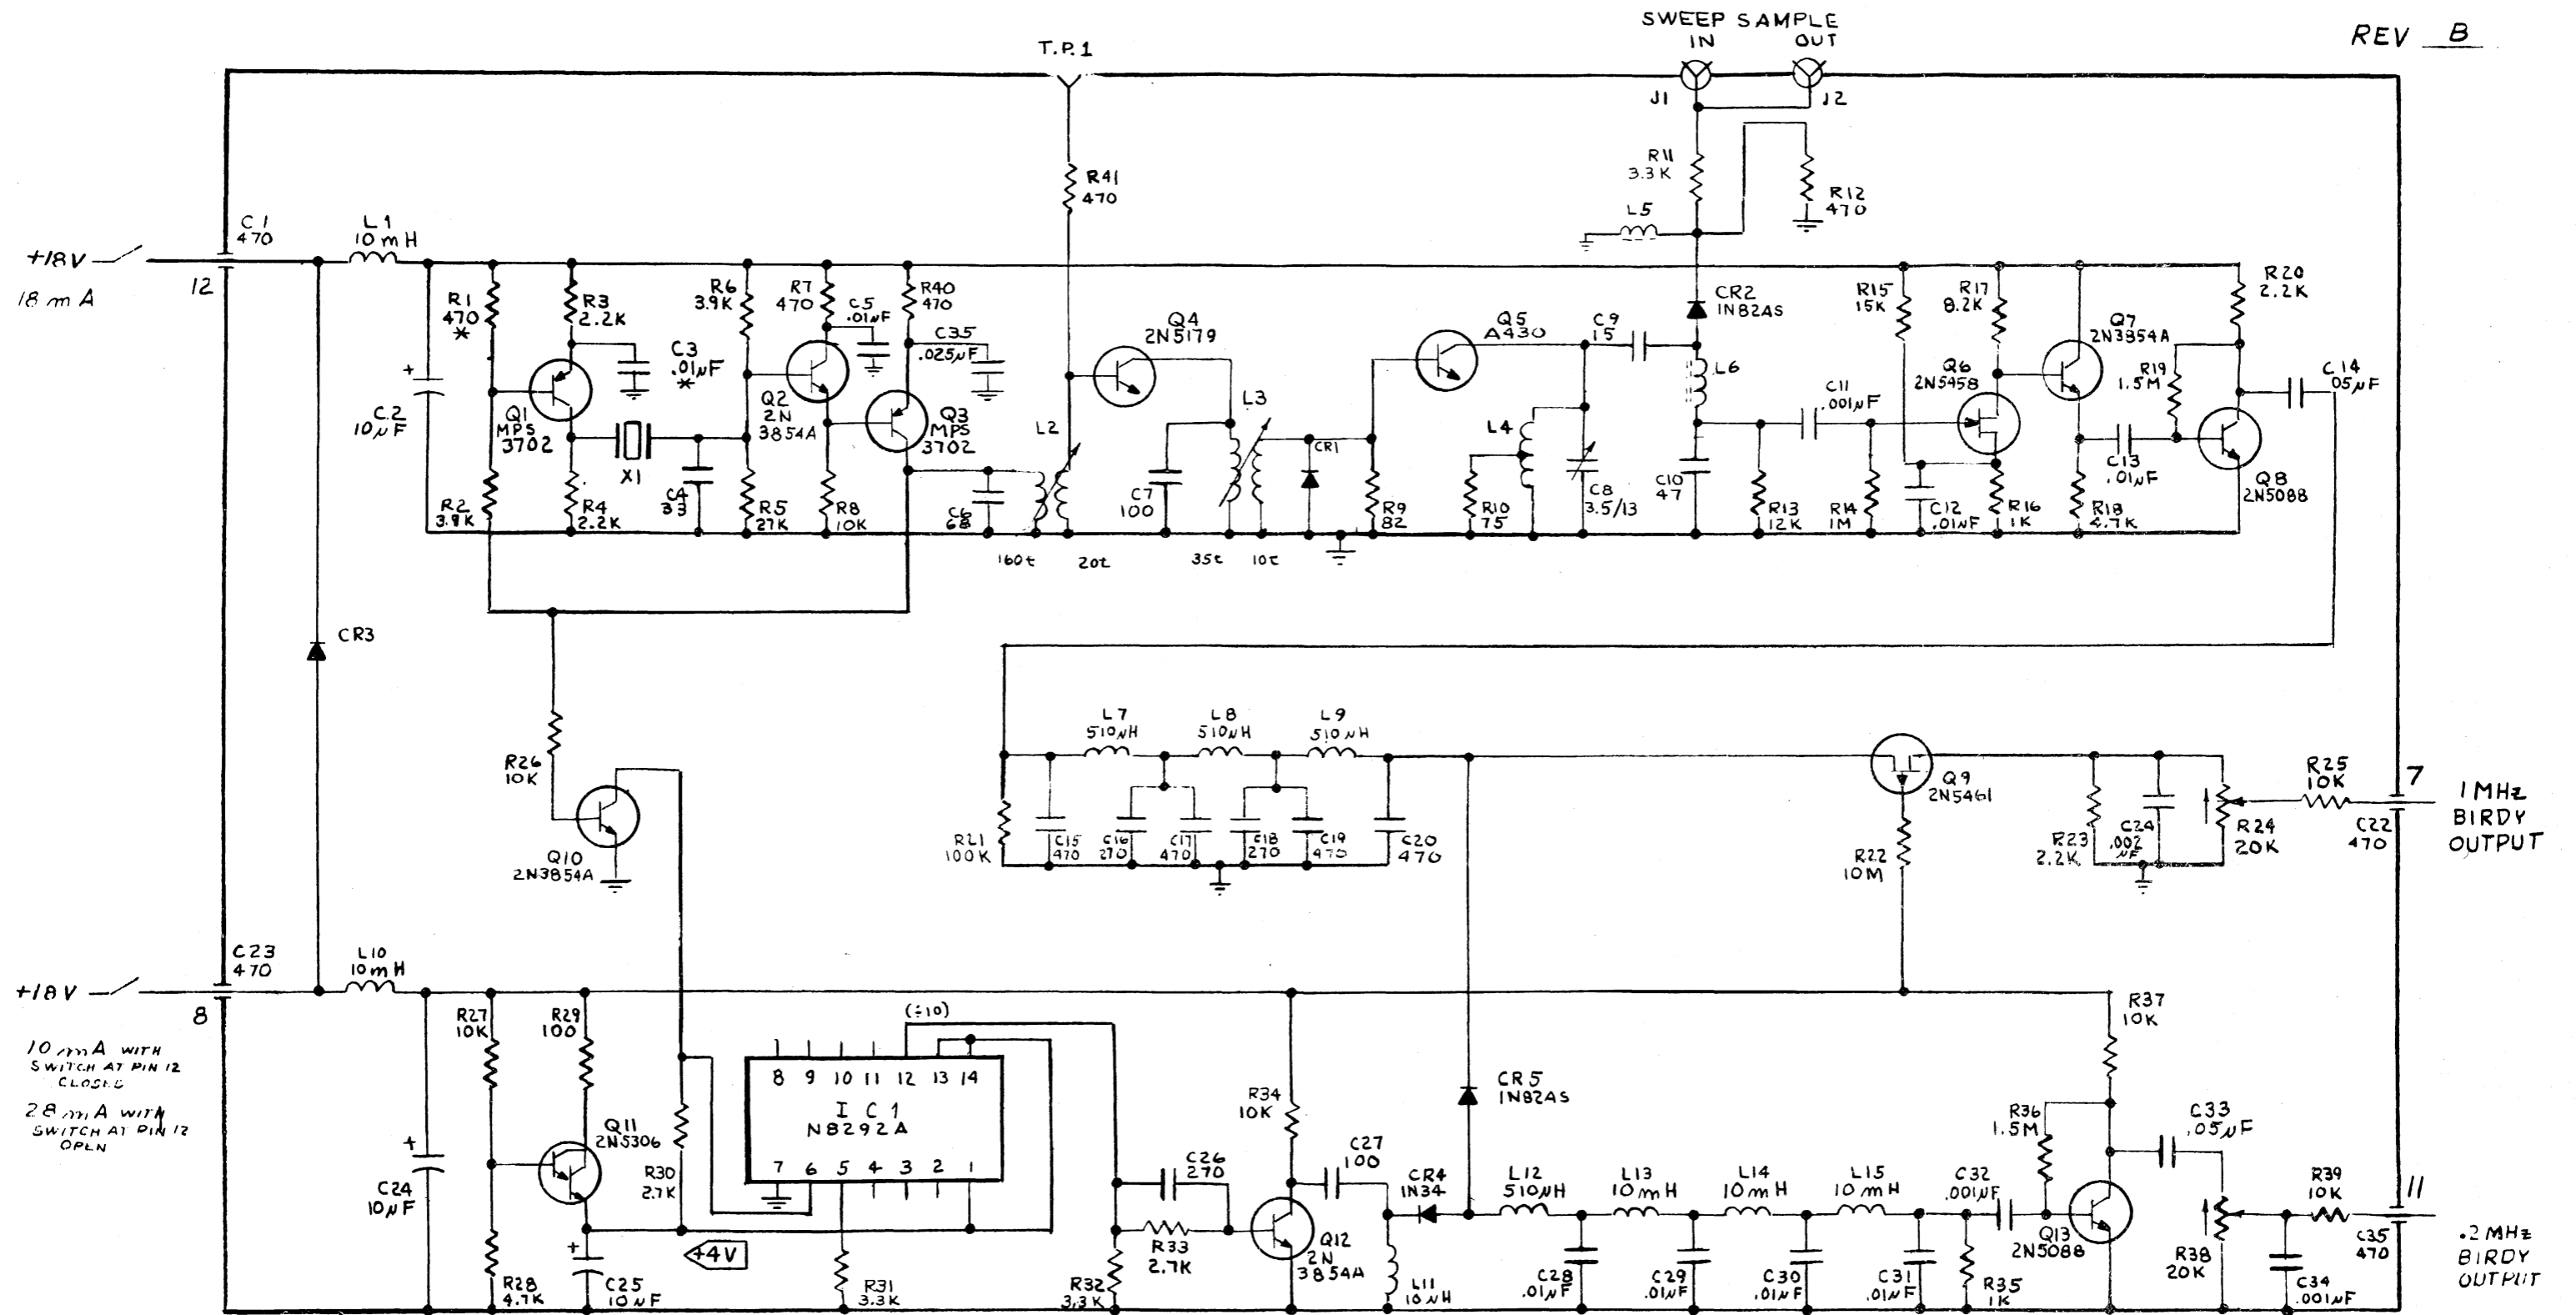 SWEEP SAMPLE
IN OUT
REV B
T.P.1
J1
J2
R11
3.3K
R12
470
L5
R41
470
C1
470
L1
10mH
+18V
12
18mA
R1
470
*
R3
2.2K
C3
.01µF
*
R6
3.9K
R7
470
C5
.01µF
R40
470
C35
.025µF
Q4
2N5179
Q5
A430
C9
15
CR2
1N82AS
R15
15K
R17
8.2K
Q7
2N3854A
R20
2.2K
+
C2
10µF
Q1
MPS
3702
X1
C4
33
Q2
2N
3854A
Q3
MPS
3702
L2
L3
CR1
L4
L6
C11
.001µF
Q6
2N5458
R19
1.5M
C14
.05µF
R2
3.9K
R4
2.2K
R5
27K
R8
10K
C6
68
C7
100
R9
82
R10
75
C8
3.5/13
C10
47
R13
12K
R14
1M
C12
.01µF
R16
1K
R18
4.7K
C13
.01µF
Q8
2N5088
160t
20t
35t
10t
CR3
R26
10K
Q10
2N3854A
L7
510µH
L8
510µH
L9
510µH
R21
100K
C15
470
C16
270
C17
470
C18
270
C19
470
C20
470
Q9
2N5461
R22
10M
R23
2.2K
C24
.002
µF
R24
20K
R25
10K
7
C22
470
1MHz
BIRDY
OUTPUT
C23
470
L10
10mH
+18V
8
10mA WITH
SWITCH AT PIN 12
CLOSED
28mA WITH
SWITCH AT PIN 12
OPEN
R27
10K
R29
100
(÷10)
8 9 10 11 12 13 14
IC1
N8292A
7 6 5 4 3 2 1
R37
10K
CR5
1N82AS
R34
10K
+
C24
10µF
Q11
2N5306
R30
2.7K
C26
270
C27
100
CR4
1N34
L12
510µH
L13
10mH
L14
10mH
L15
10mH
C32
.001µF
R36
1.5M
C33
.05µF
R39
10K
11
R28
4.7K
+
C25
10µF
+4V
R31
3.3K
R32
3.3K
R33
2.7K
Q12
2N
3854A
L11
10µH
C28
.01µF
C29
.01µF
C30
.01µF
C31
.01µF
R35
1K
Q13
2N5088
R38
20K
C34
.001µF
C35
470
.2MHz
BIRDY
OUTPUT